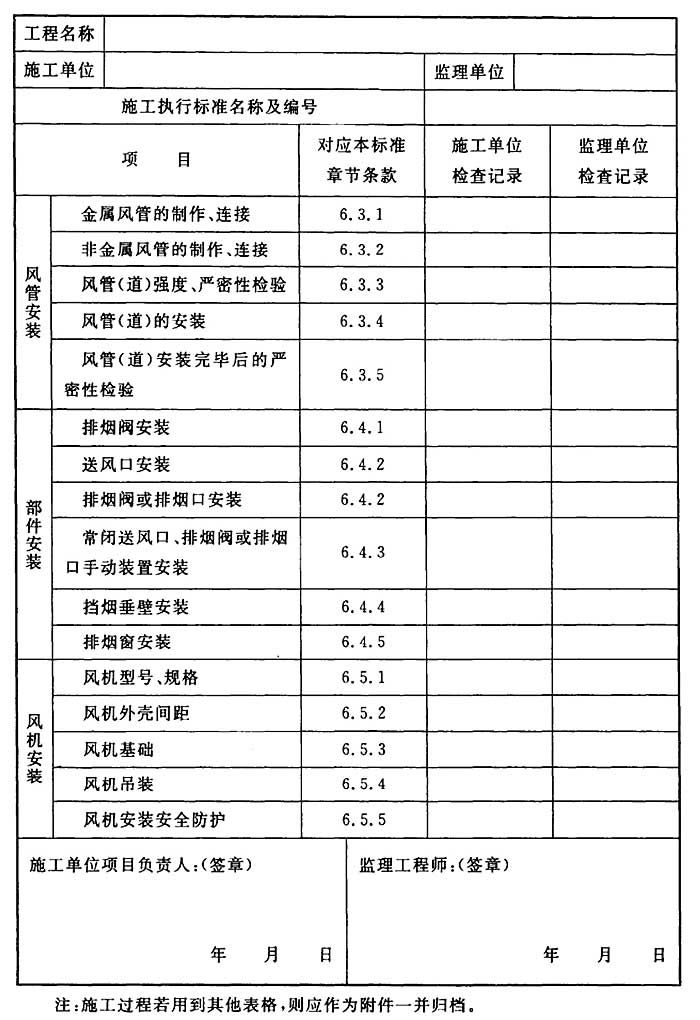 工程名称
施工单位 监理单位
施工执行标准名称及编号
项 目 对应本标准 施工单位 监理单位
章节条款 检查记录 检查记录
风管安装
金属风管的制作、连接 6.3.1
非金属风管的制作、连接 6.3.2
风管(道)强度、严密性检验 6.3.3
风管(道)的安装 6.3.4
风管(道)安装完毕后的严
密性检验 6.3.5
部件安装
排烟阀安装 6.4.1
送风口安装 6.4.2
排烟阀或排烟口安装 6.4.2
常闭送风口、排烟阀或排烟
口手动装置安装 6.4.3
挡烟垂壁安装 6.4.4
排烟窗安装 6.4.5
风机安装
风机型号、规格 6.5.1
风机外壳间距 6.5.2
风机基础 6.5.3
风机吊装 6.5.4
风机安装安全防护 6.5.5
施工单位项目负责人:(签章) 监理工程师:(签章)
年 月 日 年 月 日
注:施工过程若用到其他表格,则应作为附件一并归档。